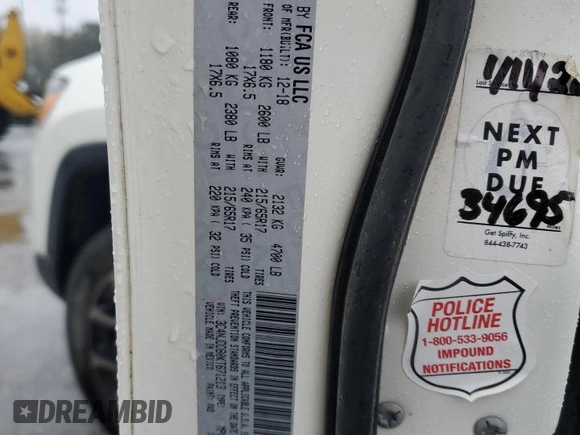 BY FCA US LLC
OF MFR(BUILT): 12-18
FRONT: 1180 KG 2600 LB WITH 215/65R17 TIRES
17X6.5 RIMS AT 240 KPA ( 35 PSI) COLD
REAR: 1080 KG 2380 LB WITH 215/65R17 TIRES
17X6.5 RIMS AT 220 KPA ( 32 PSI) COLD
GVWR: 2132 KG 4700 LB
THIS VEHICLE CONFORMS TO ALL APPLICABLE U.S.A.
THEFT PREVENTION STANDARDS IN EFFECT ON THE DATE
VEHICLE MADE IN MEXICO
NEXT
PM
DUE
34695
Miles
Get Spiffy, Inc.
844-438-7743
POLICE
HOTLINE
1-800-533-9056
IMPOUND
NOTIFICATIONS
DREAMBID